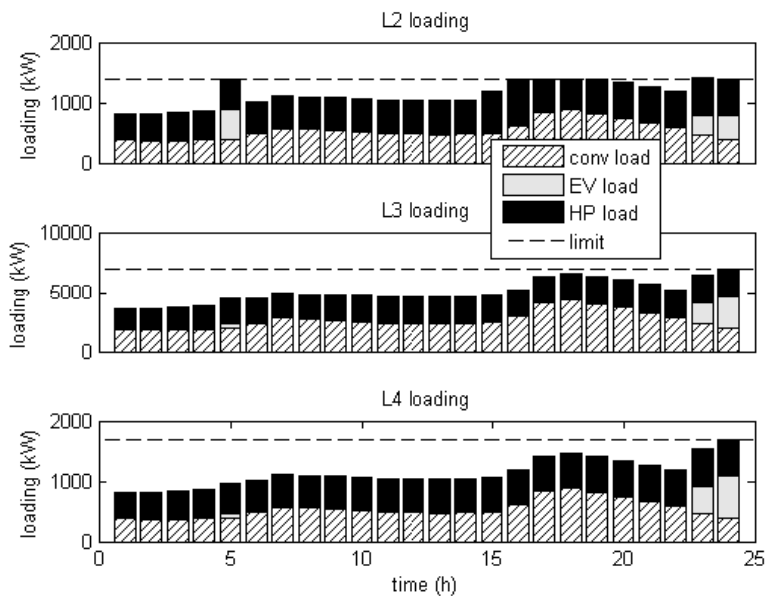 L2 loading
2000
1000
0
loading (kW)
conv load
EV load
HP load
limit
L3 loading
10000
5000
0
loading (kW)
L4 loading
2000
1000
0
loading (kW)
0 5 10 15 20 25
time (h)